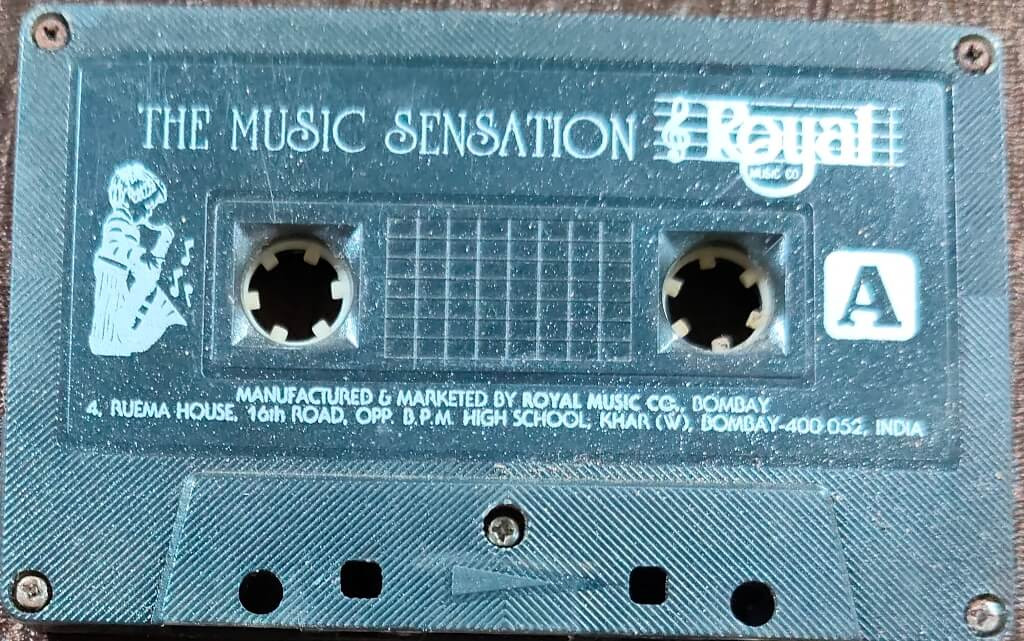 THE MUSIC SENSATION Royal
MUSIC CO
A
MANUFACTURED & MARKETED BY ROYAL MUSIC CO., BOMBAY
4, RUEMA HOUSE, 16th ROAD, OPP. B.P.M. HIGH SCHOOL, KHAR (W), BOMBAY-400 052, INDIA